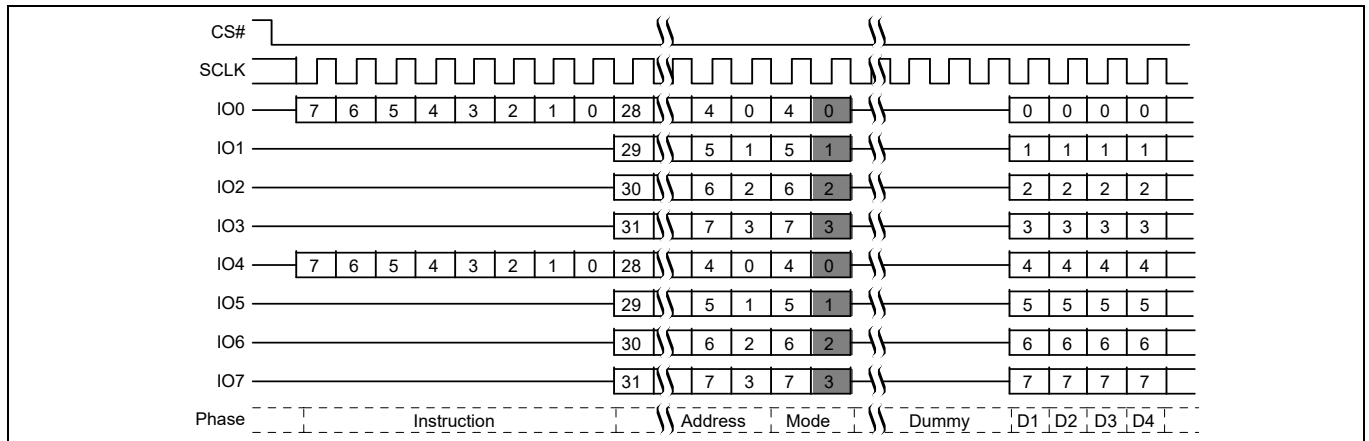 CS#
SCLK
IO0 7 6 5 4 3 2 1 0 28 4 0 4 0 0 0 0 0
IO1 29 5 1 5 1 1 1 1 1
IO2 30 6 2 6 2 2 2 2 2
IO3 31 7 3 7 3 3 3 3 3
IO4 7 6 5 4 3 2 1 0 28 4 0 4 0 4 4 4 4
IO5 29 5 1 5 1 5 5 5 5
IO6 30 6 2 6 2 6 6 6 6
IO7 31 7 3 7 3 7 7 7 7
Phase Instruction Address Mode Dummy D1 D2 D3 D4